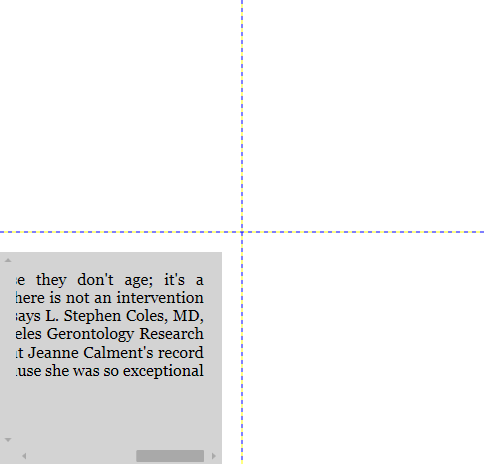 they don't age; it's a
here is not an intervention
says L. Stephen Coles, MD,
eles Gerontology Research
t Jeanne Calment's record
use she was so exceptional